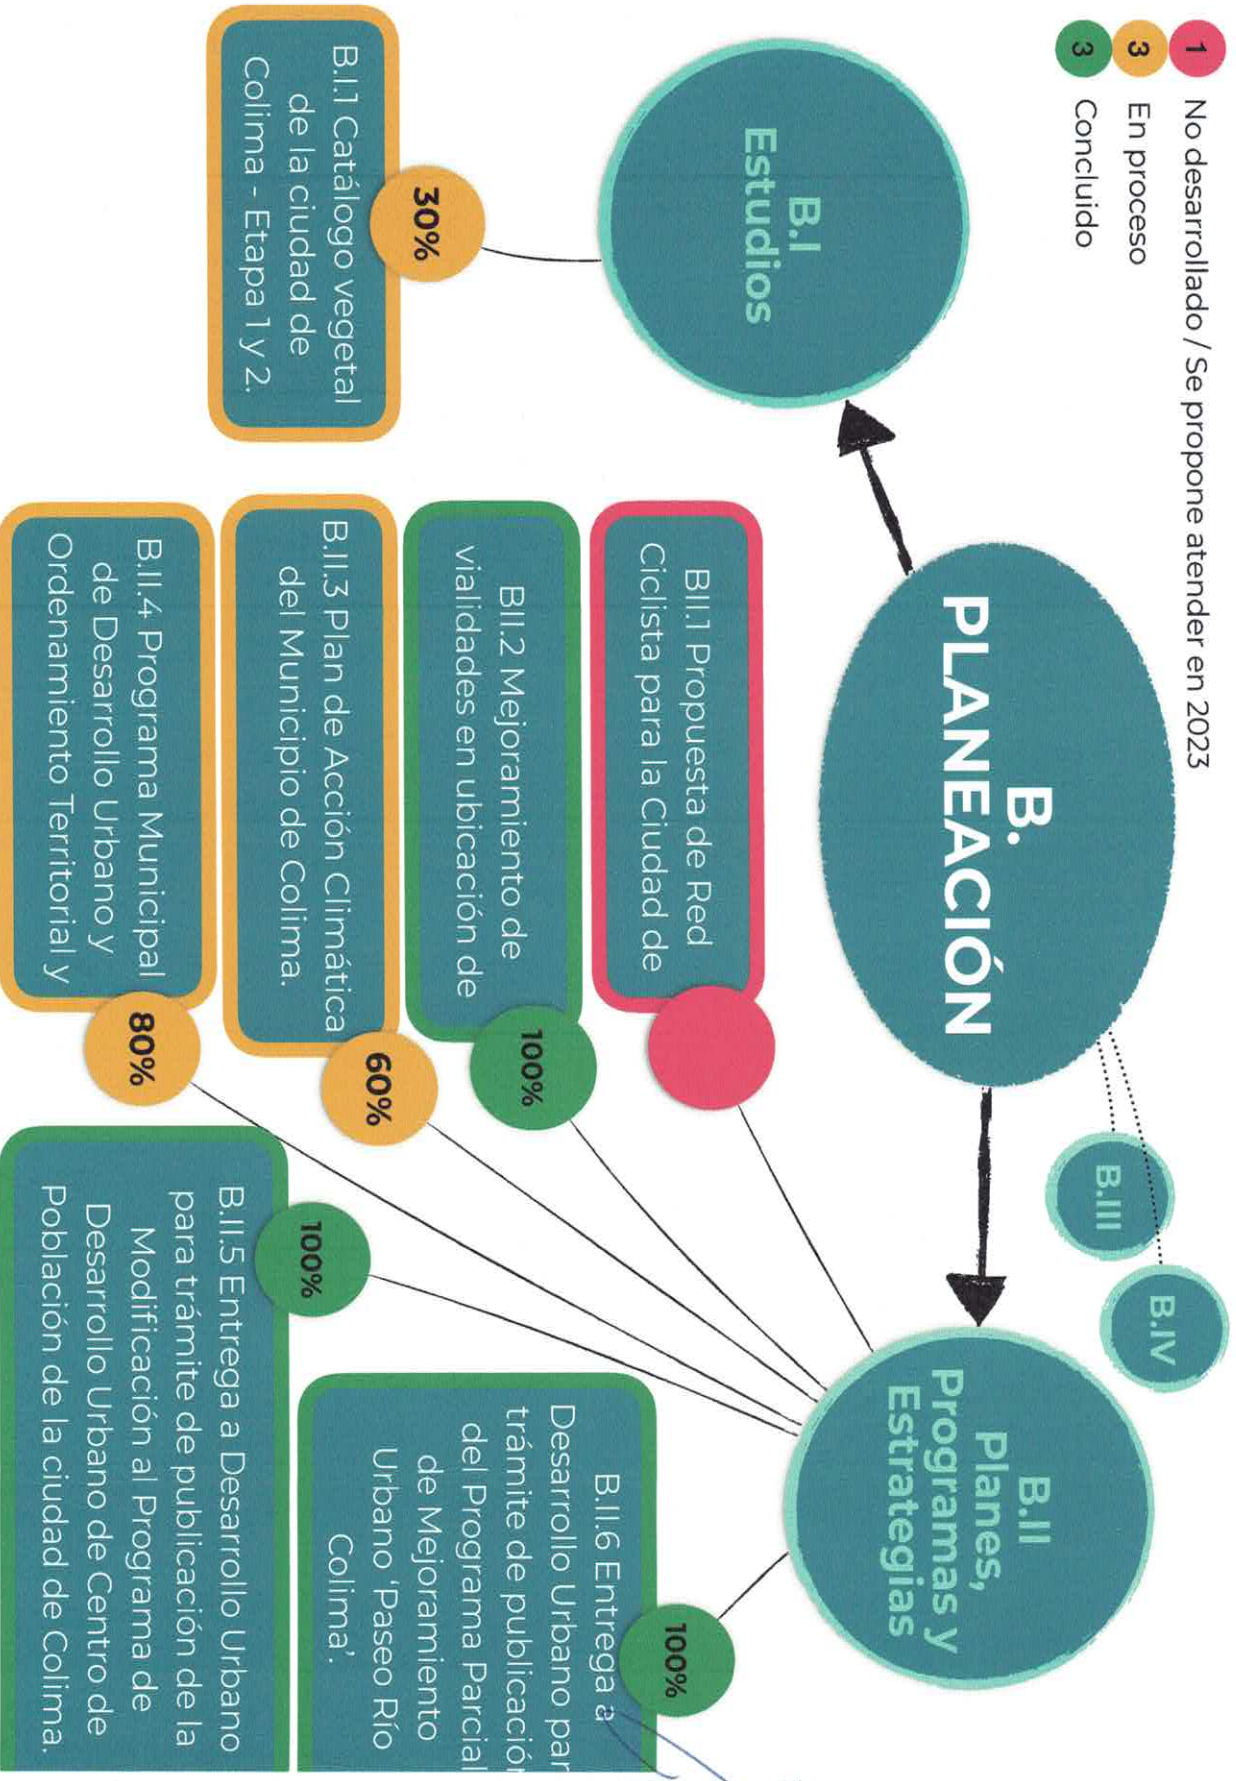 1 No desarrollado / Se propone atender en 2023
3 En proceso
3 Concluido
B.
PLANEACIÓN
B.III
B.IV
B.I
Estudios
30%
B.I.1 Catálogo vegetal
de la ciudad de
Colima - Etapa 1 y 2.
B.II
Planes,
Programas y
Estrategias
BII.1 Propuesta de Red
Ciclista para la Ciudad de
BII.2 Mejoramiento de
vialidades en ubicación de
100%
B.II.3 Plan de Acción Climática
del Municipio de Colima.
60%
B.II.4 Programa Municipal
de Desarrollo Urbano y
Ordenamiento Territorial y
80%
100%
B.II.5 Entrega a Desarrollo Urbano
para trámite de publicación de la
Modificación al Programa de
Desarrollo Urbano de Centro de
Población de la ciudad de Colima.
100%
B.II.6 Entrega a
Desarrollo Urbano par
trámite de publicación
del Programa Parcial
de Mejoramiento
Urbano 'Paseo Río
Colima'.